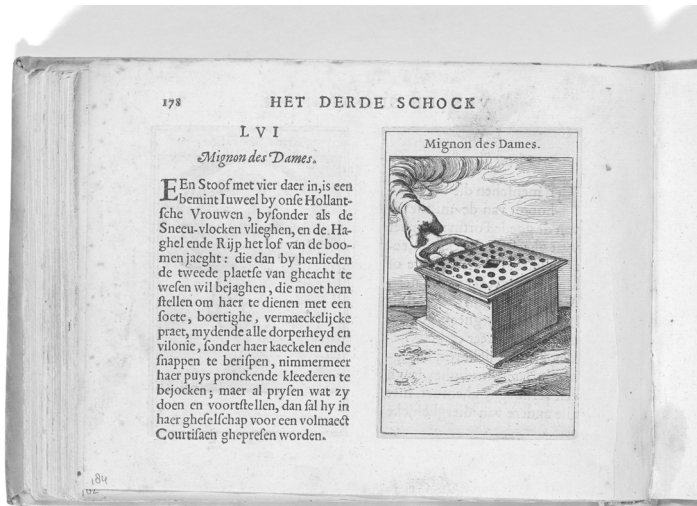 178 HET DERDE SCHOCK
LVI
Mignon des Dames.
EEn Stoof met vier daer in, is een
bemint Iuweel by onse Hollant-
sche Vrouwen, bysonder als de
Sneeu-vlocken vlieghen, en de Ha-
ghel ende Rijp het lof van de boo-
men jaeght: die dan by henlieden
de tweede plaetse van gheacht te
wesen wil bejaghen, die moet hem
stellen om haer te dienen met een
soete, boertighe, vermaeckelijcke
praet, mydende alle dorperheyd en
vilonie, sonder haer kaeckelen ende
snappen te berispen, nimmermeer
haer puys pronckende kleederen te
bejocken; maer al prysen wat zy
doen en voortstellen, dan sal hy in
haer gheselschap voor een volmaect
Courtisaen ghepresen worden.
Mignon des Dames.
184